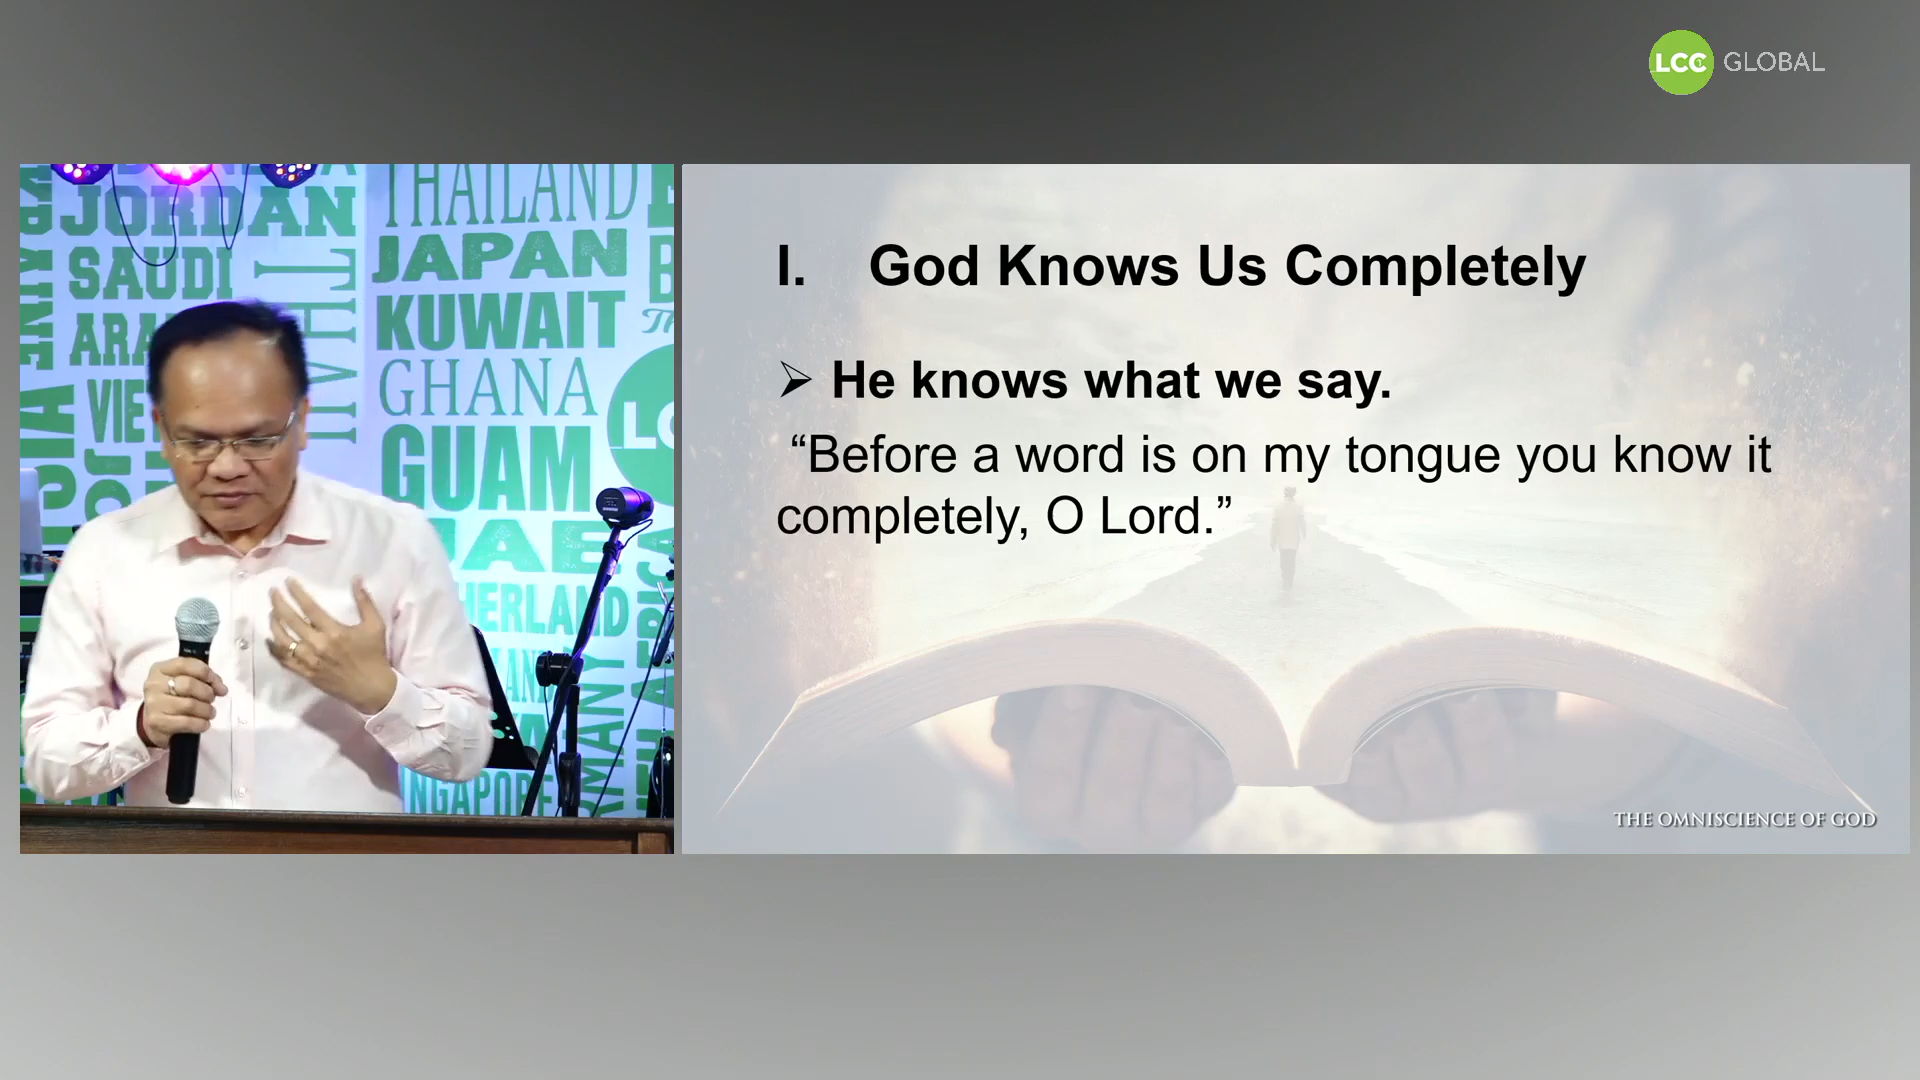 LCC GLOBAL
JORDAN
SAUDI
THAILAND
JAPAN
KUWAIT
GHANA
GUAM
UAE
I. God Knows Us Completely
➢ He knows what we say.
“Before a word is on my tongue you know it
completely, O Lord.”
THE OMNISCIENCE OF GOD